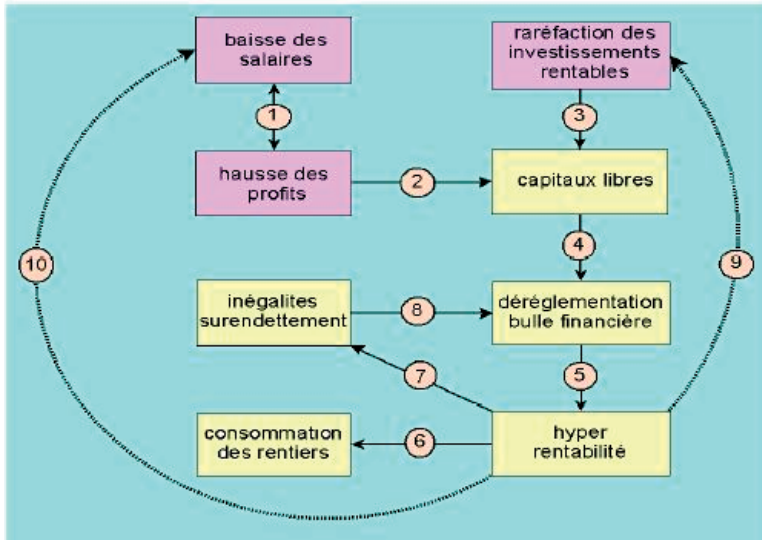 baisse des
salaires
raréfaction des
investissements
rentables
1
3
hausse des
profits
2
capitaux libres
10
4
9
inégalites
surendettement
8
déréglementation
bulle financière
7
5
consommation
des rentiers
6
hyper
rentabilité